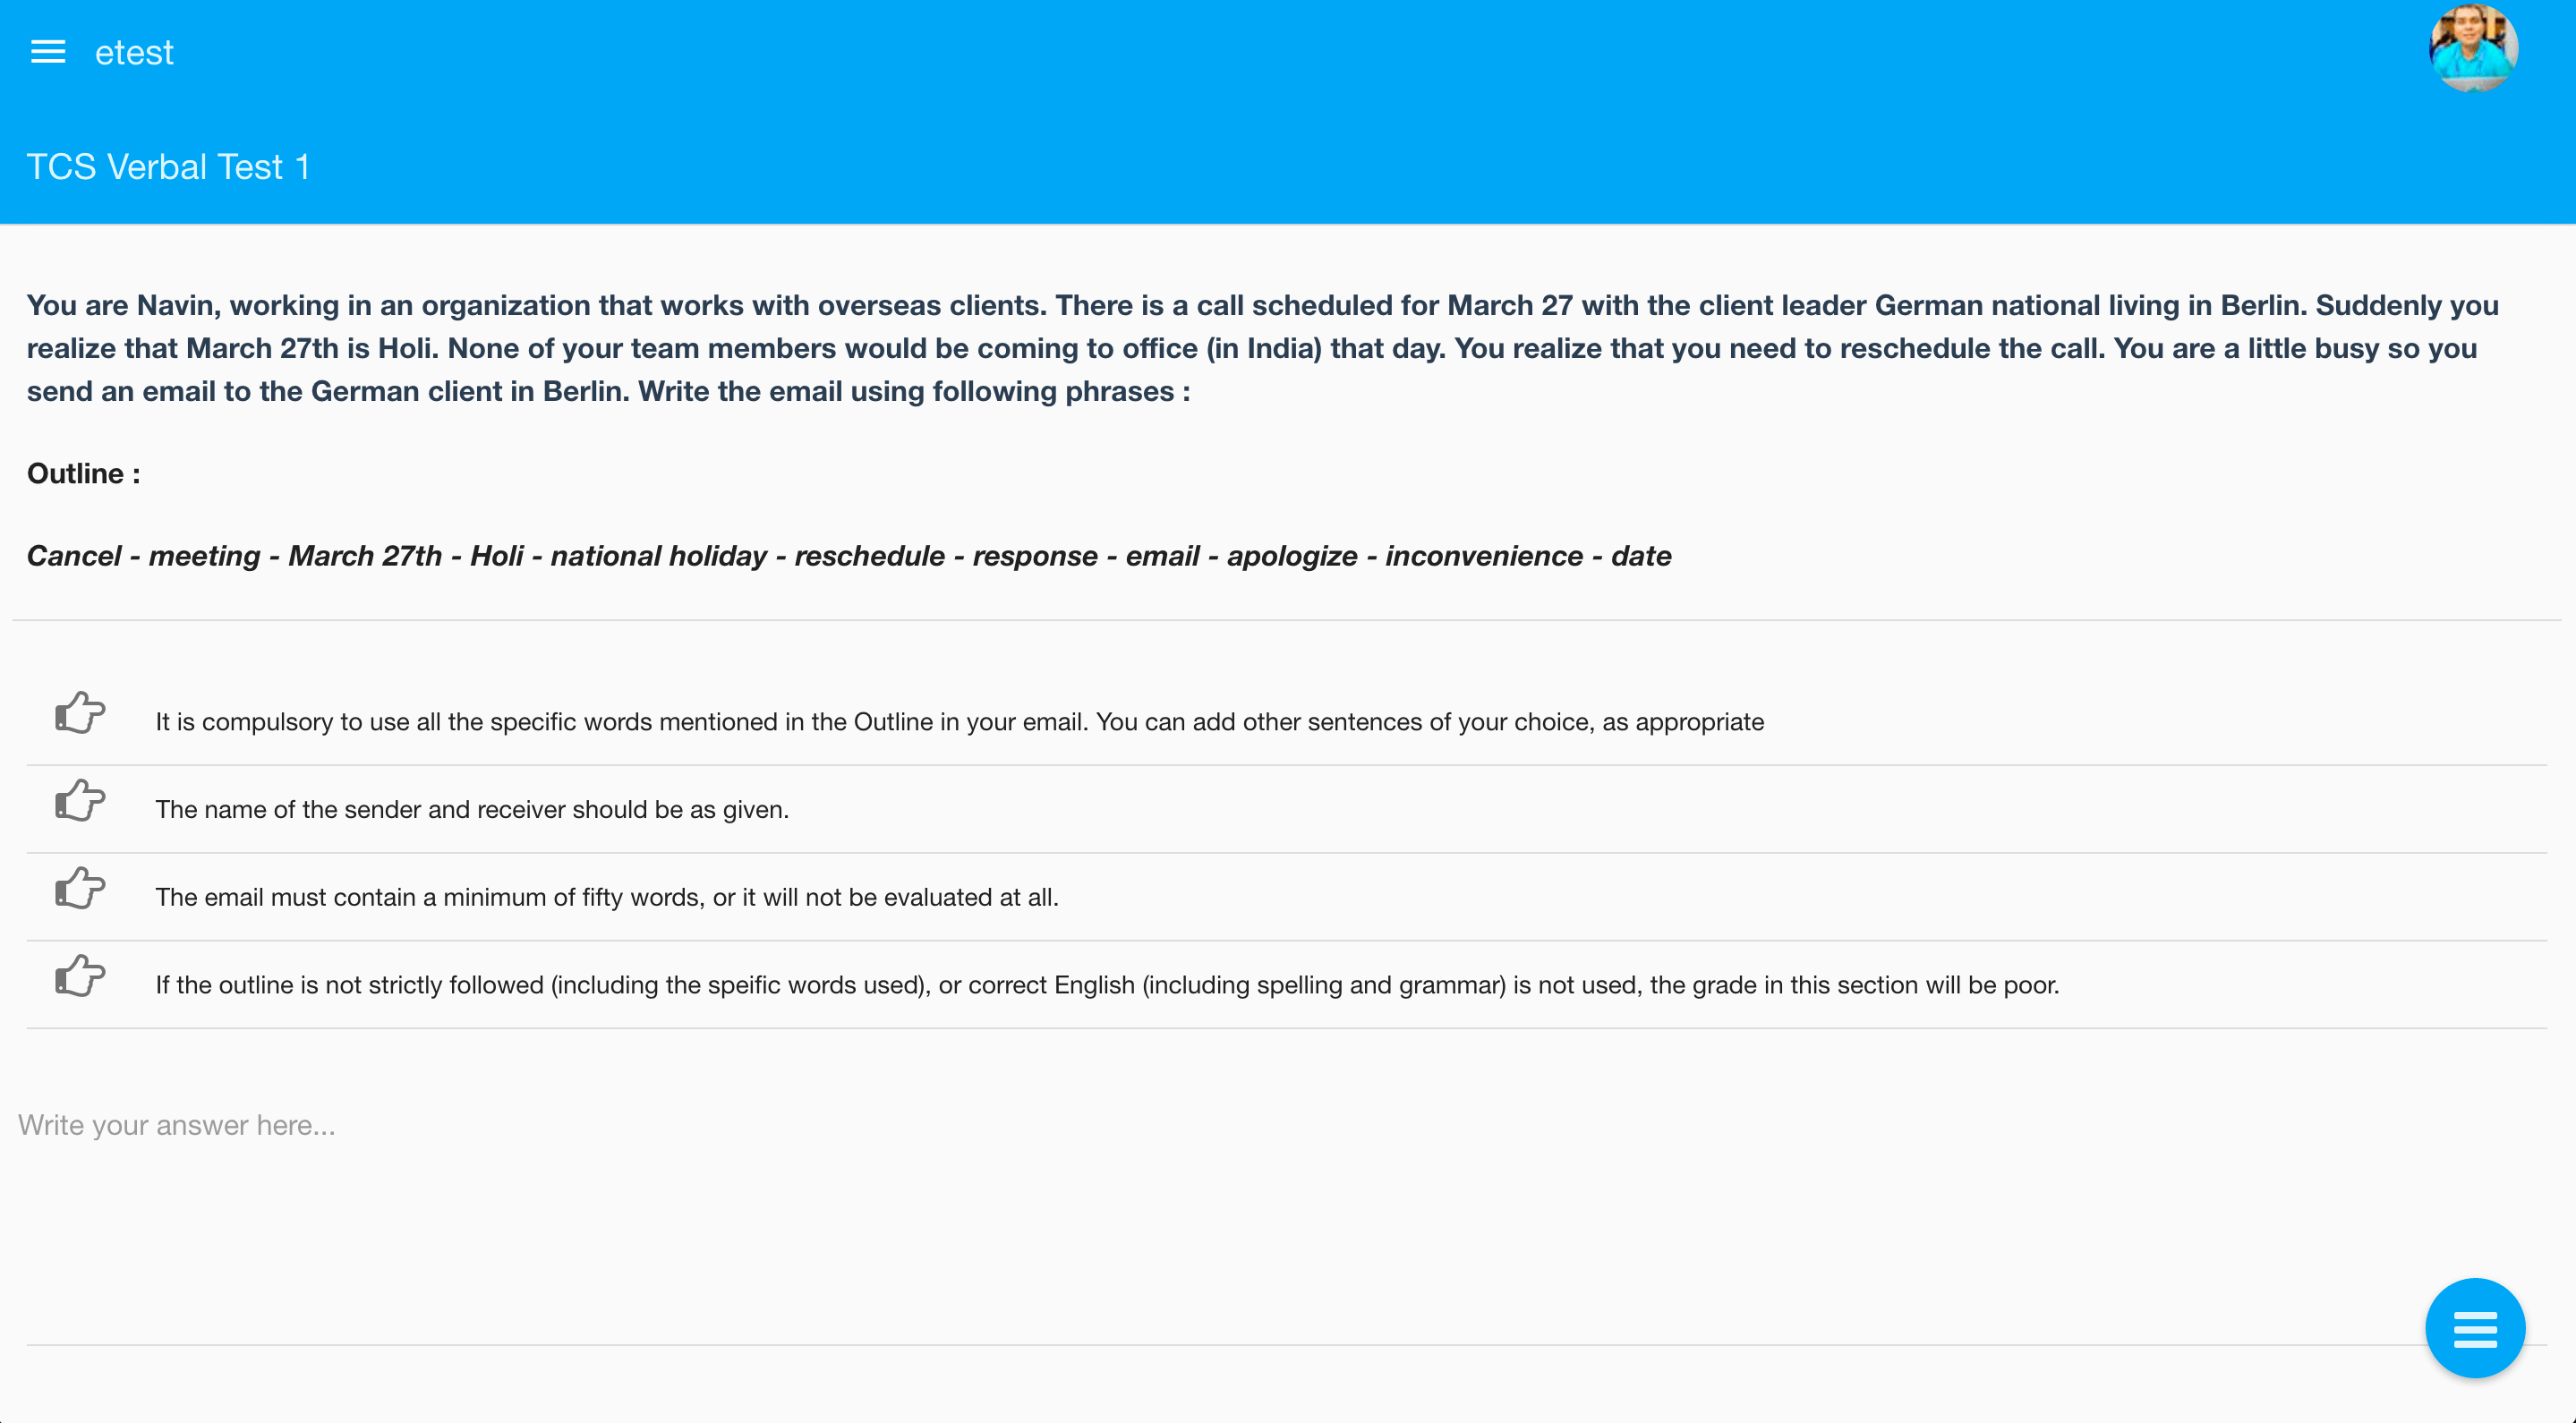 etest
TCS Verbal Test 1
You are Navin, working in an organization that works with overseas clients. There is a call scheduled for March 27 with the client leader German national living in Berlin. Suddenly you
realize that March 27th is Holi. None of your team members would be coming to office (in India) that day. You realize that you need to reschedule the call. You are a little busy so you
send an email to the German client in Berlin. Write the email using following phrases :
Outline :
Cancel - meeting - March 27th - Holi - national holiday - reschedule - response - email - apologize - inconvenience - date
It is compulsory to use all the specific words mentioned in the Outline in your email. You can add other sentences of your choice, as appropriate
The name of the sender and receiver should be as given.
The email must contain a minimum of fifty words, or it will not be evaluated at all.
If the outline is not strictly followed (including the speific words used), or correct English (including spelling and grammar) is not used, the grade in this section will be poor.
Write your answer here...